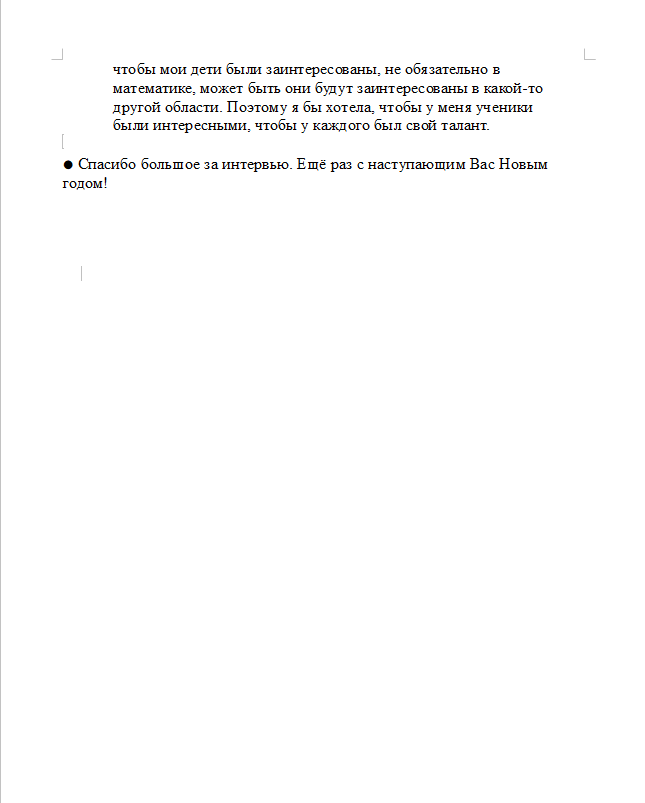 чтобы мои дети были заинтересованы, не обязательно в
математике, может быть они будут заинтересованы в какой-то
другой области. Поэтому я бы хотела, чтобы у меня ученики
были интересными, чтобы у каждого был свой талант.
● Спасибо большое за интервью. Ещё раз с наступающим Вас Новым
годом!